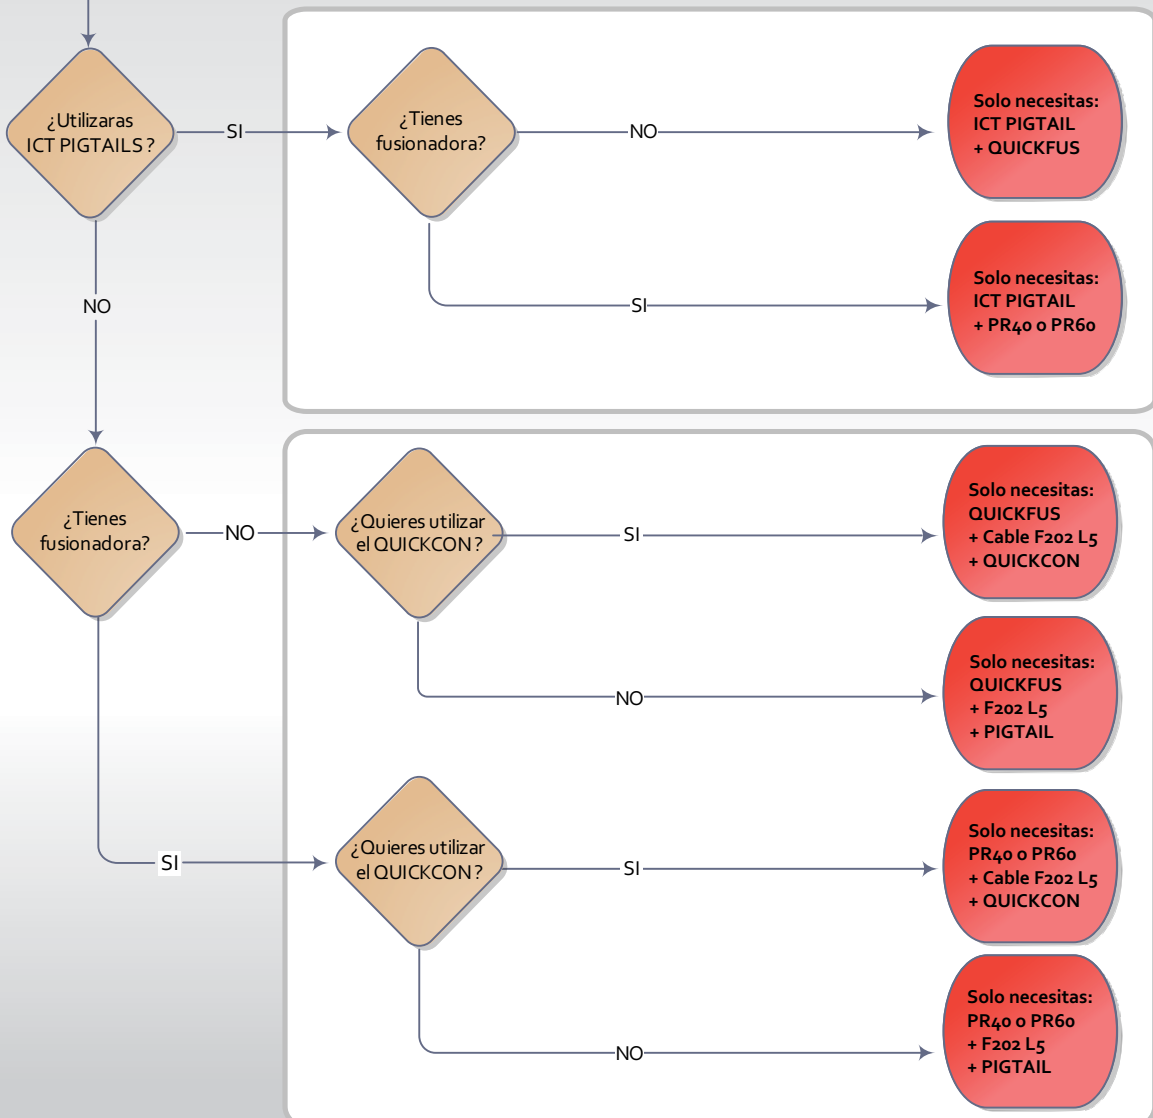 ¿Utilizaras
ICT PIGTAILS ?
SI
¿Tienes
fusionadora?
NO
Solo necesitas:
ICT PIGTAIL
+ QUICKFUS
SI
Solo necesitas:
ICT PIGTAIL
+ PR40 o PR60
NO
¿Tienes
fusionadora?
NO
¿Quieres utilizar
el QUICKCON ?
SI
Solo necesitas:
QUICKFUS
+ Cable F202 L5
+ QUICKCON
NO
Solo necesitas:
QUICKFUS
+ F202 L5
+ PIGTAIL
SI
¿Quieres utilizar
el QUICKCON ?
SI
Solo necesitas:
PR40 o PR60
+ Cable F202 L5
+ QUICKCON
NO
Solo necesitas:
PR40 o PR60
+ F202 L5
+ PIGTAIL